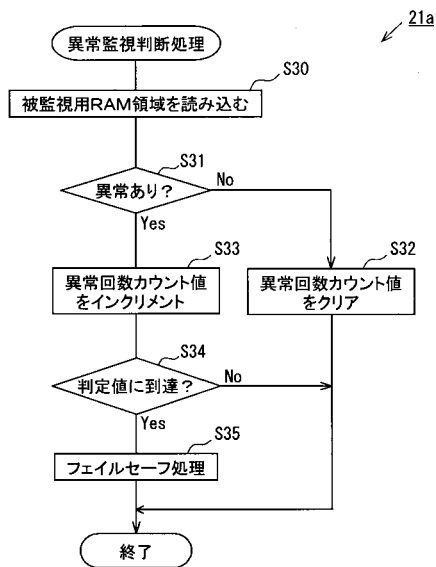 21a
異常監視判断処理
S30
被監視用RAM領域を読み込む
S31
異常あり?
No
Yes
S33
異常回数カウント値
をインクリメント
S32
異常回数カウント値
をクリア
S34
判定値に到達?
No
Yes
S35
フェイルセーフ処理
終了